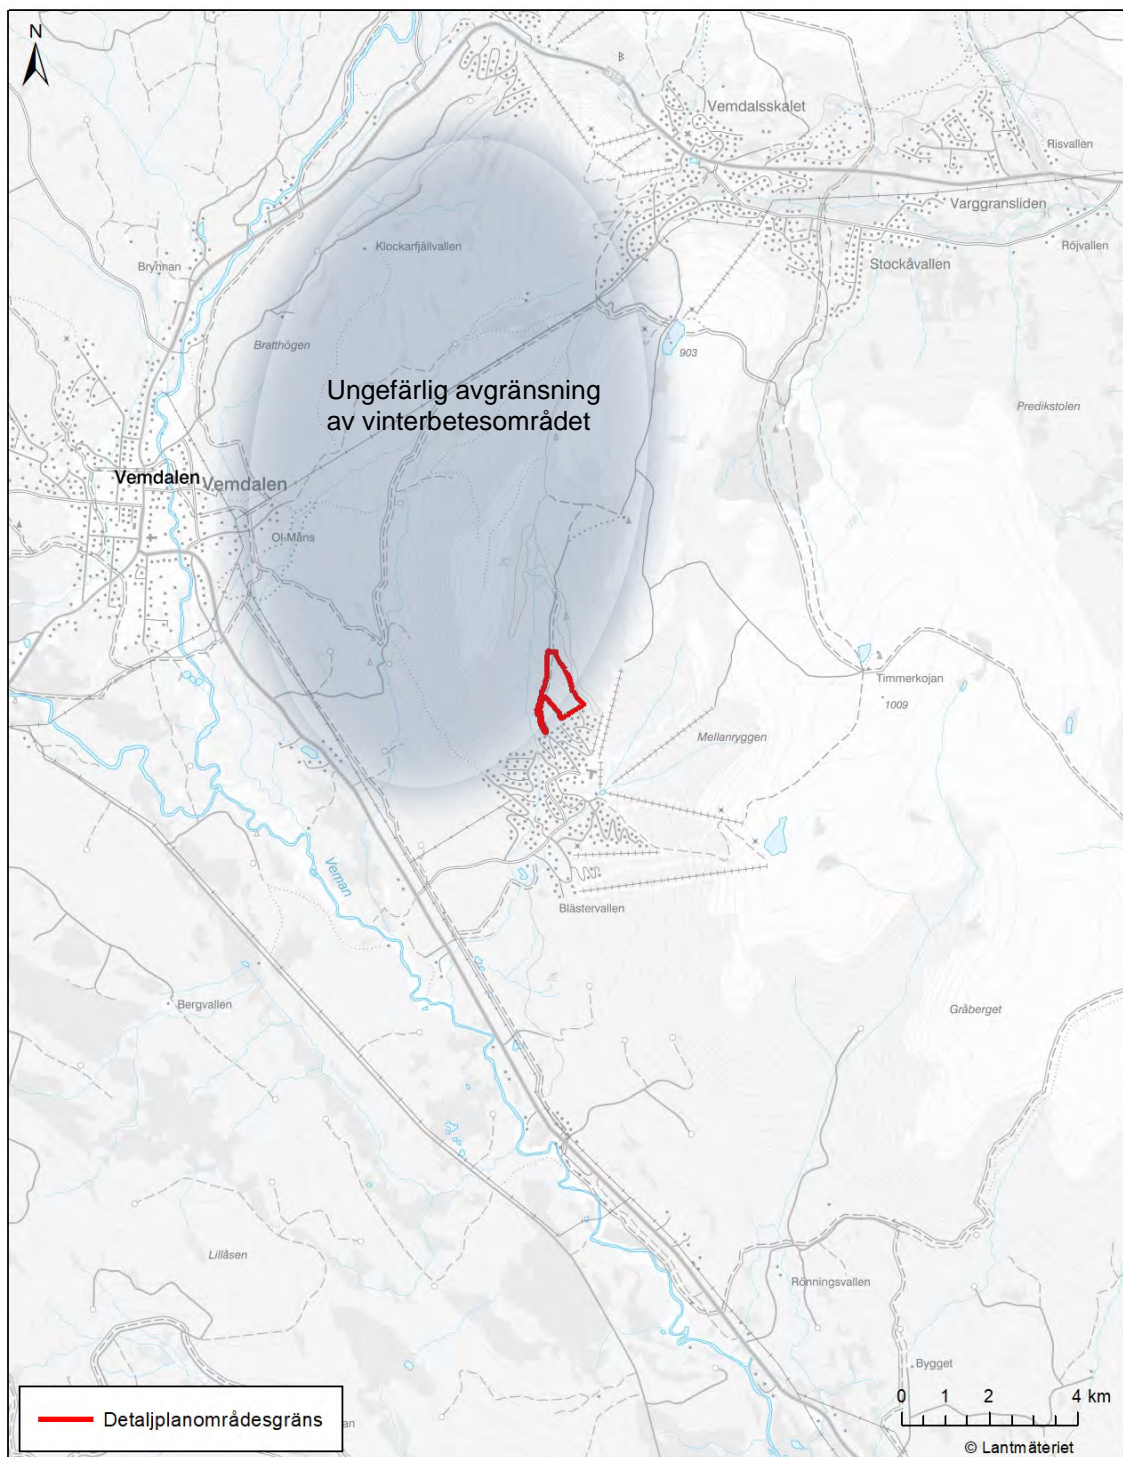 N
Vemdalsskalet
Risvallen
Varggransliden
Röjvallen
Stockåvallen
Klockarfjällvallen
Brynnan
Bratthögen
903
Predikstolen
Ungefärlig avgränsning
av vinterbetesområdet
Vemdalen
Vemdalen
Ol-Måns
Timmerkojan
1009
Mellanryggen
Veman
Blästervallen
Bergvallen
Gråberget
Lillåsen
Rönningsvallen
Bygget
Detaljplanområdesgräns
0 1 2 4 km
© Lantmäteriet